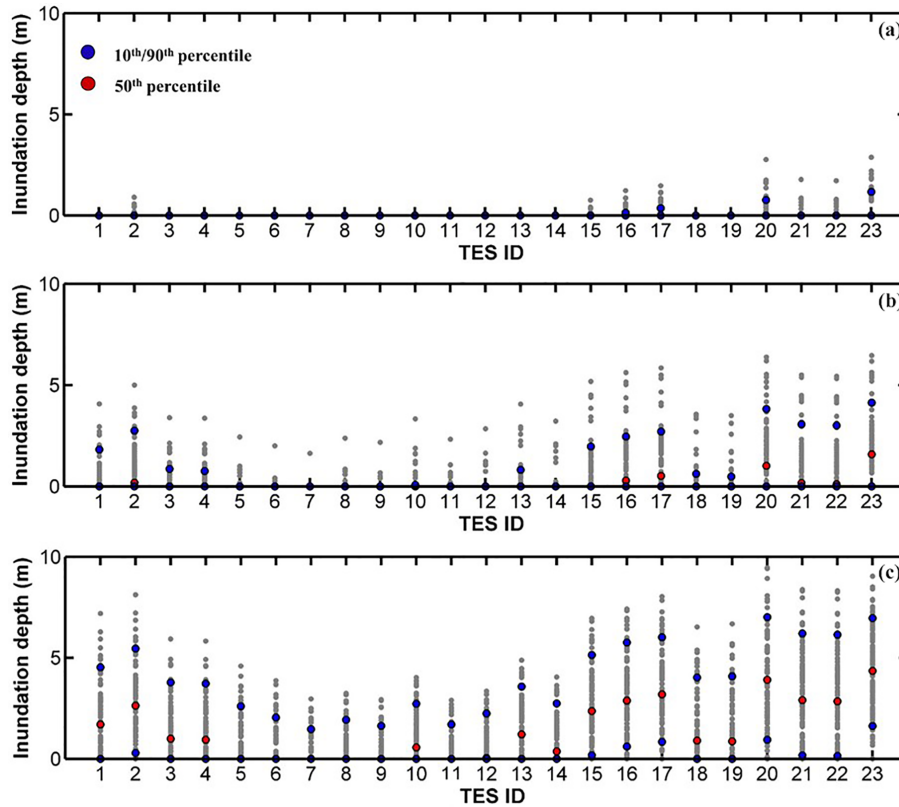 10
(a)
10th/90th percentile
50th percentile
5
0
Inundation depth (m)
1 2 3 4 5 6 7 8 9 10 11 12 13 14 15 16 17 18 19 20 21 22 23
TES ID
10
(b)
5
0
Inundation depth (m)
1 2 3 4 5 6 7 8 9 10 11 12 13 14 15 16 17 18 19 20 21 22 23
TES ID
10
(c)
5
0
Inundation depth (m)
1 2 3 4 5 6 7 8 9 10 11 12 13 14 15 16 17 18 19 20 21 22 23
TES ID